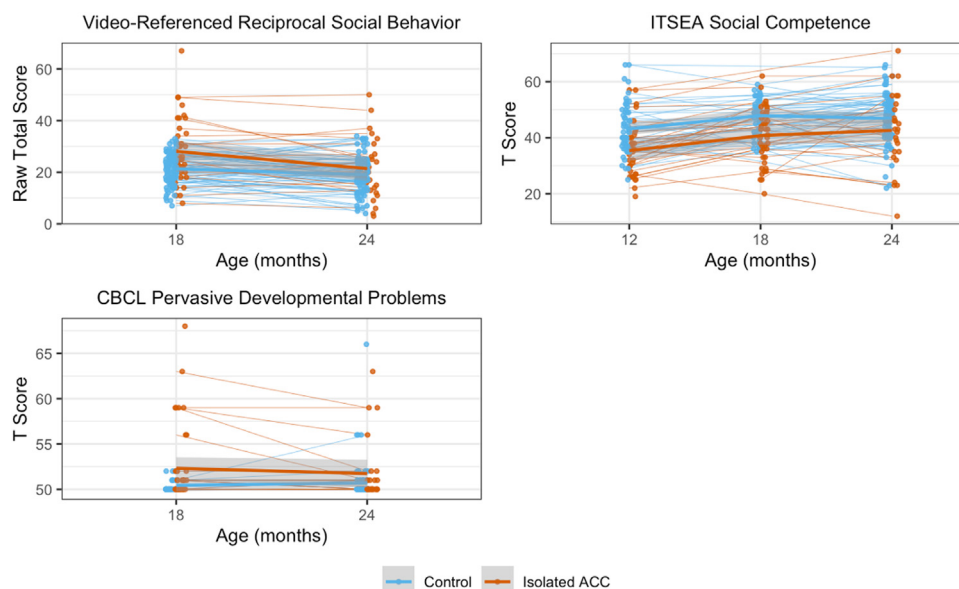 Video-Referenced Reciprocal Social Behavior
Raw Total Score
60
40
20
0
18
24
Age (months)
ITSEA Social Competence
T Score
60
40
20
12
18
24
Age (months)
CBCL Pervasive Developmental Problems
T Score
65
60
55
50
18
24
Age (months)
Control
Isolated ACC